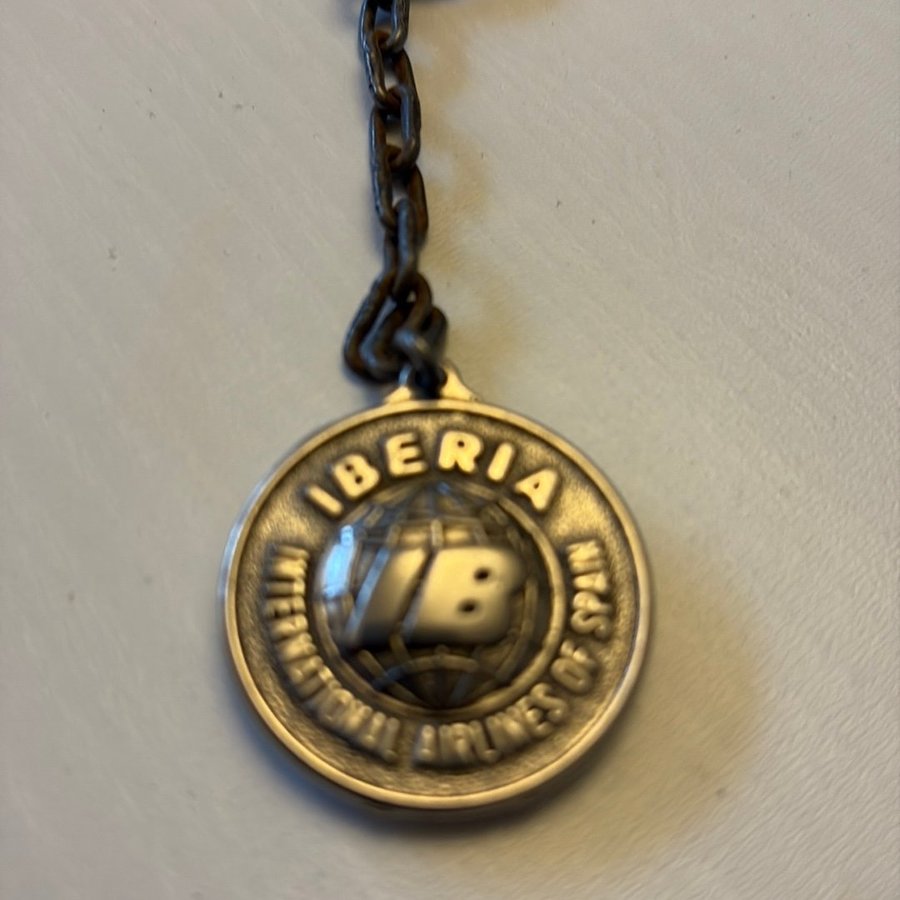 IBERIA
IB
INTERNATIONAL AIRLINES OF SPAIN